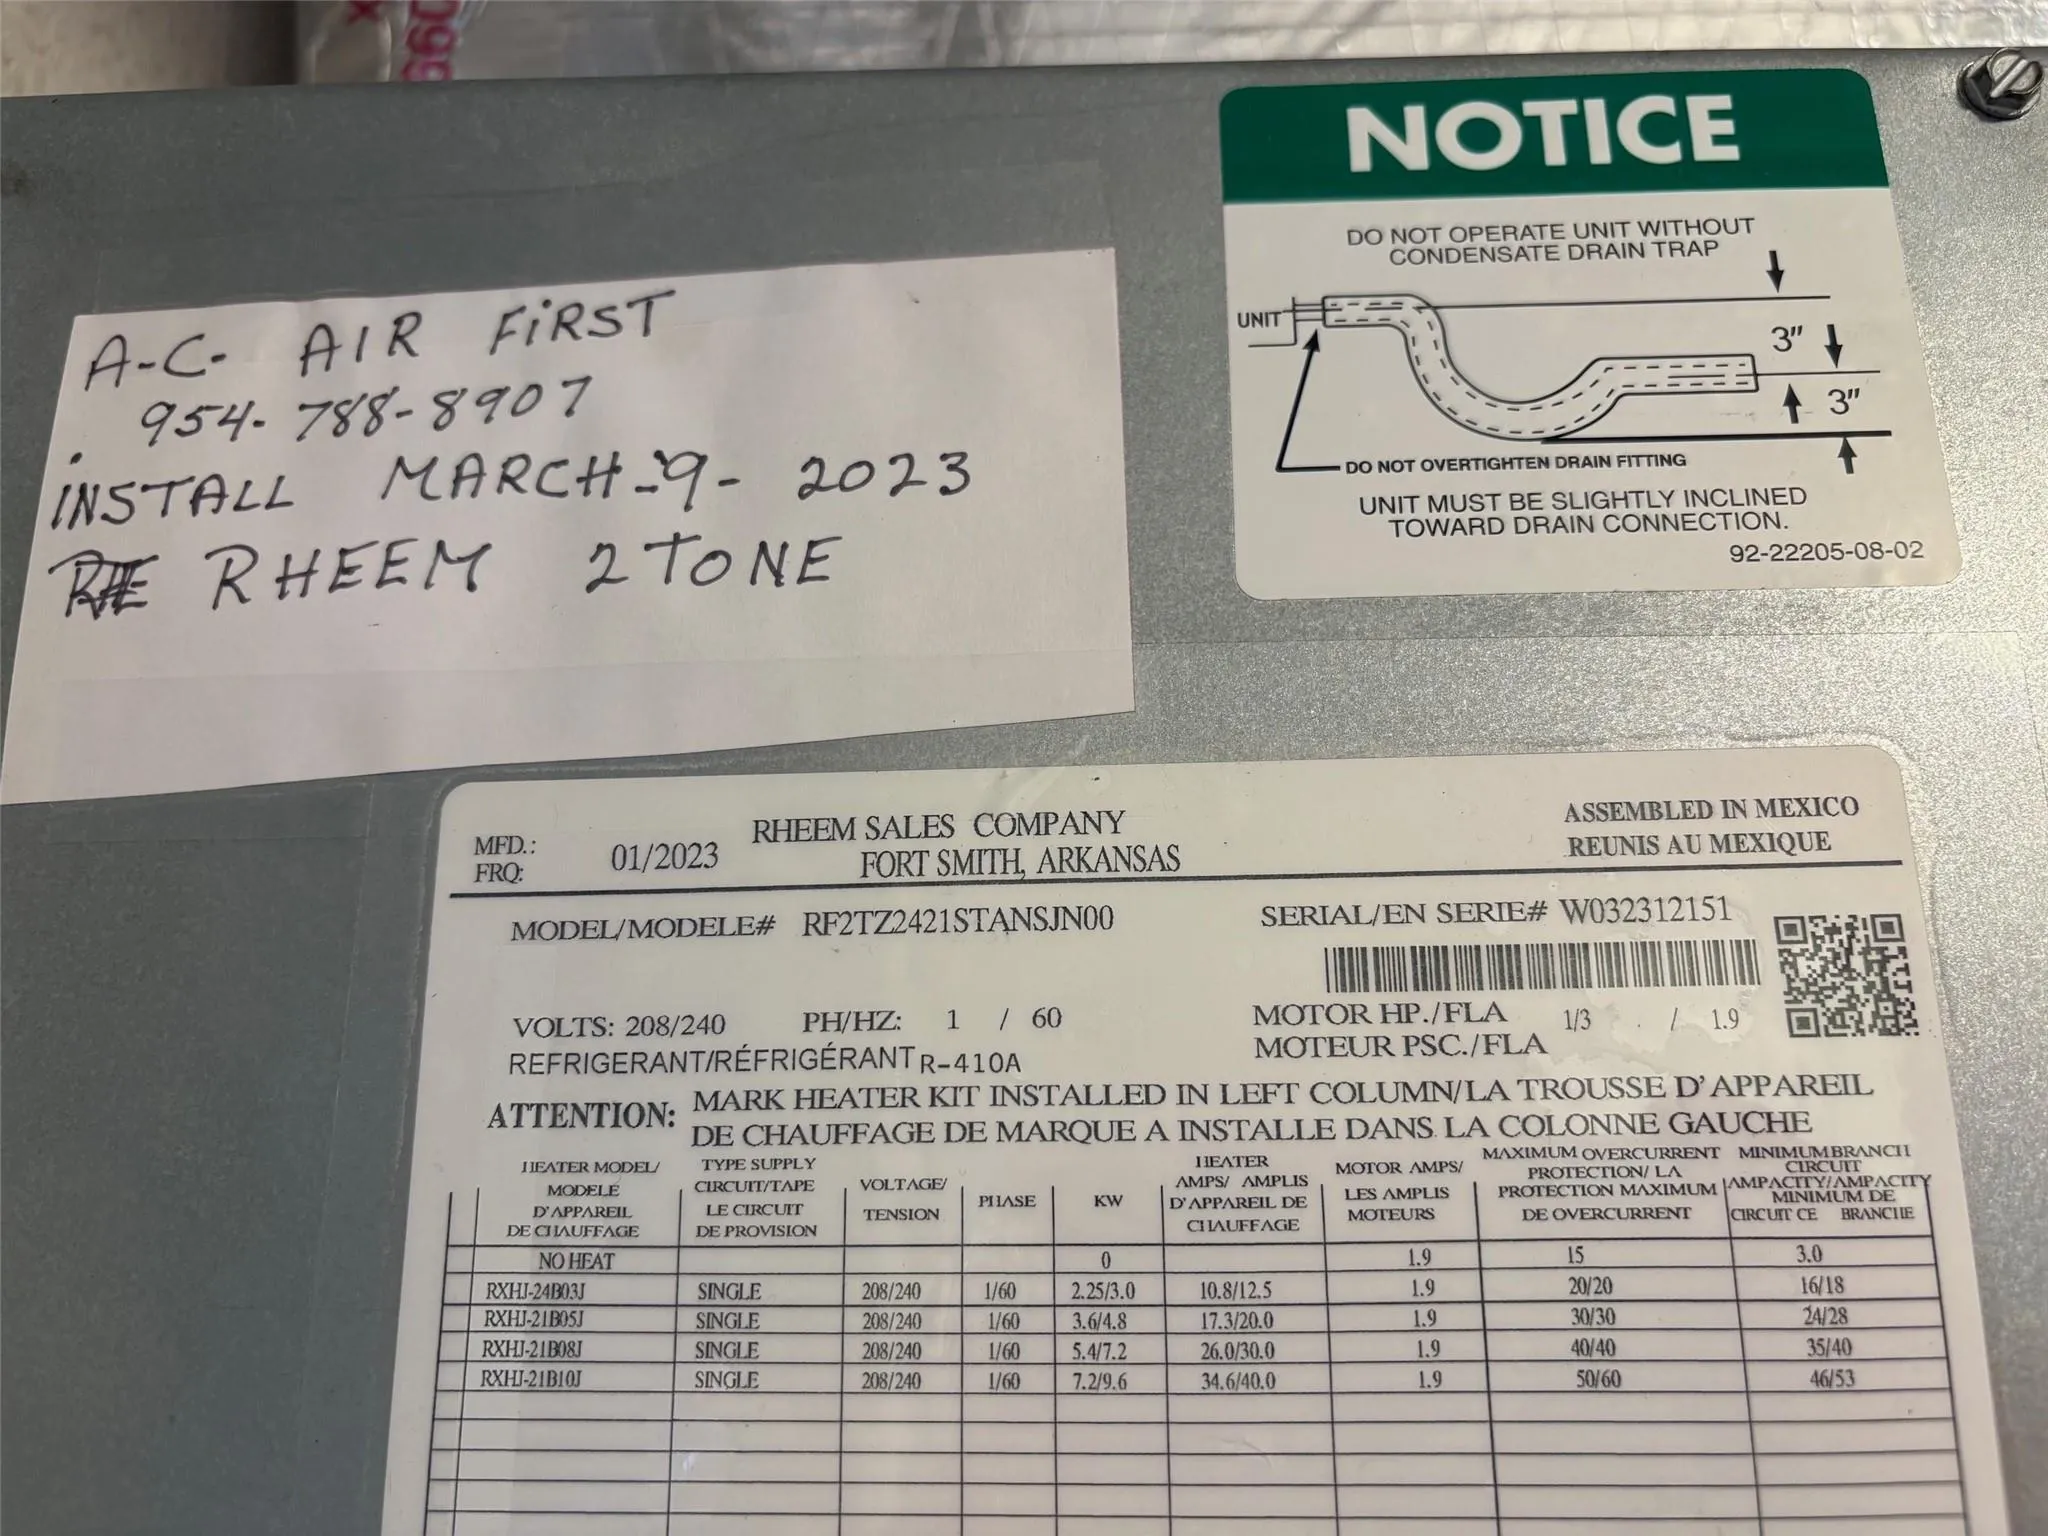 660
A-C- AIR FIRST
954-788-8907
INSTALL MARCH-9-2023
RHEEM 2 TONE
NOTICE
DO NOT OPERATE UNIT WITHOUT
CONDENSATE DRAIN TRAP
UNIT
3"
3"
DO NOT OVERTIGHTEN DRAIN FITTING
UNIT MUST BE SLIGHTLY INCLINED
TOWARD DRAIN CONNECTION.
92-22205-08-02
MFD.: 01/2023 RHEEM SALES COMPANY ASSEMBLED IN MEXICO
FRQ: FORT SMITH, ARKANSAS REUNIS AU MEXIQUE
MODEL/MODELE# RF2TZ2421STANSJN00 SERIAL/EN SERIE# W032312151
VOLTS: 208/240 PH/HZ: 1 / 60 MOTOR HP./FLA 1/3 / 1.9
REFRIGERANT/RÉFRIGÉRANT R-410A MOTEUR PSC./FLA
ATTENTION: MARK HEATER KIT INSTALLED IN LEFT COLUMN/LA TROUSSE D'APPAREIL
DE CHAUFFAGE DE MARQUE A INSTALLE DANS LA COLONNE GAUCHE
HEATER MODEL/
MODELE
D'APPAREIL
DE CHAUFFAGE
TYPE SUPPLY
CIRCUIT/TAPE
LE CIRCUIT
DE PROVISION
VOLTAGE/
TENSION
PHASE
KW
HEATER
AMPS/ AMPLIS
D'APPAREIL DE
CHAUFFAGE
MOTOR AMPS/
LES AMPLIS
MOTEURS
MAXIMUM OVERCURRENT
PROTECTION/ LA
PROTECTION MAXIMUM
DE OVERCURRENT
MINIMUM BRANCH
CIRCUIT
AMPACITY/AMPACITY
MINIMUM DE
CIRCUIT CE BRANCHE
NO HEAT 0 1.9 15 3.0
RXHJ-24B03J SINGLE 208/240 1/60 2.25/3.0 10.8/12.5 1.9 20/20 16/18
RXHJ-21B05J SINGLE 208/240 1/60 3.6/4.8 17.3/20.0 1.9 30/30 24/28
RXHJ-21B08J SINGLE 208/240 1/60 5.4/7.2 26.0/30.0 1.9 40/40 35/40
RXHJ-21B10J SINGLE 208/240 1/60 7.2/9.6 34.6/40.0 1.9 50/60 46/53